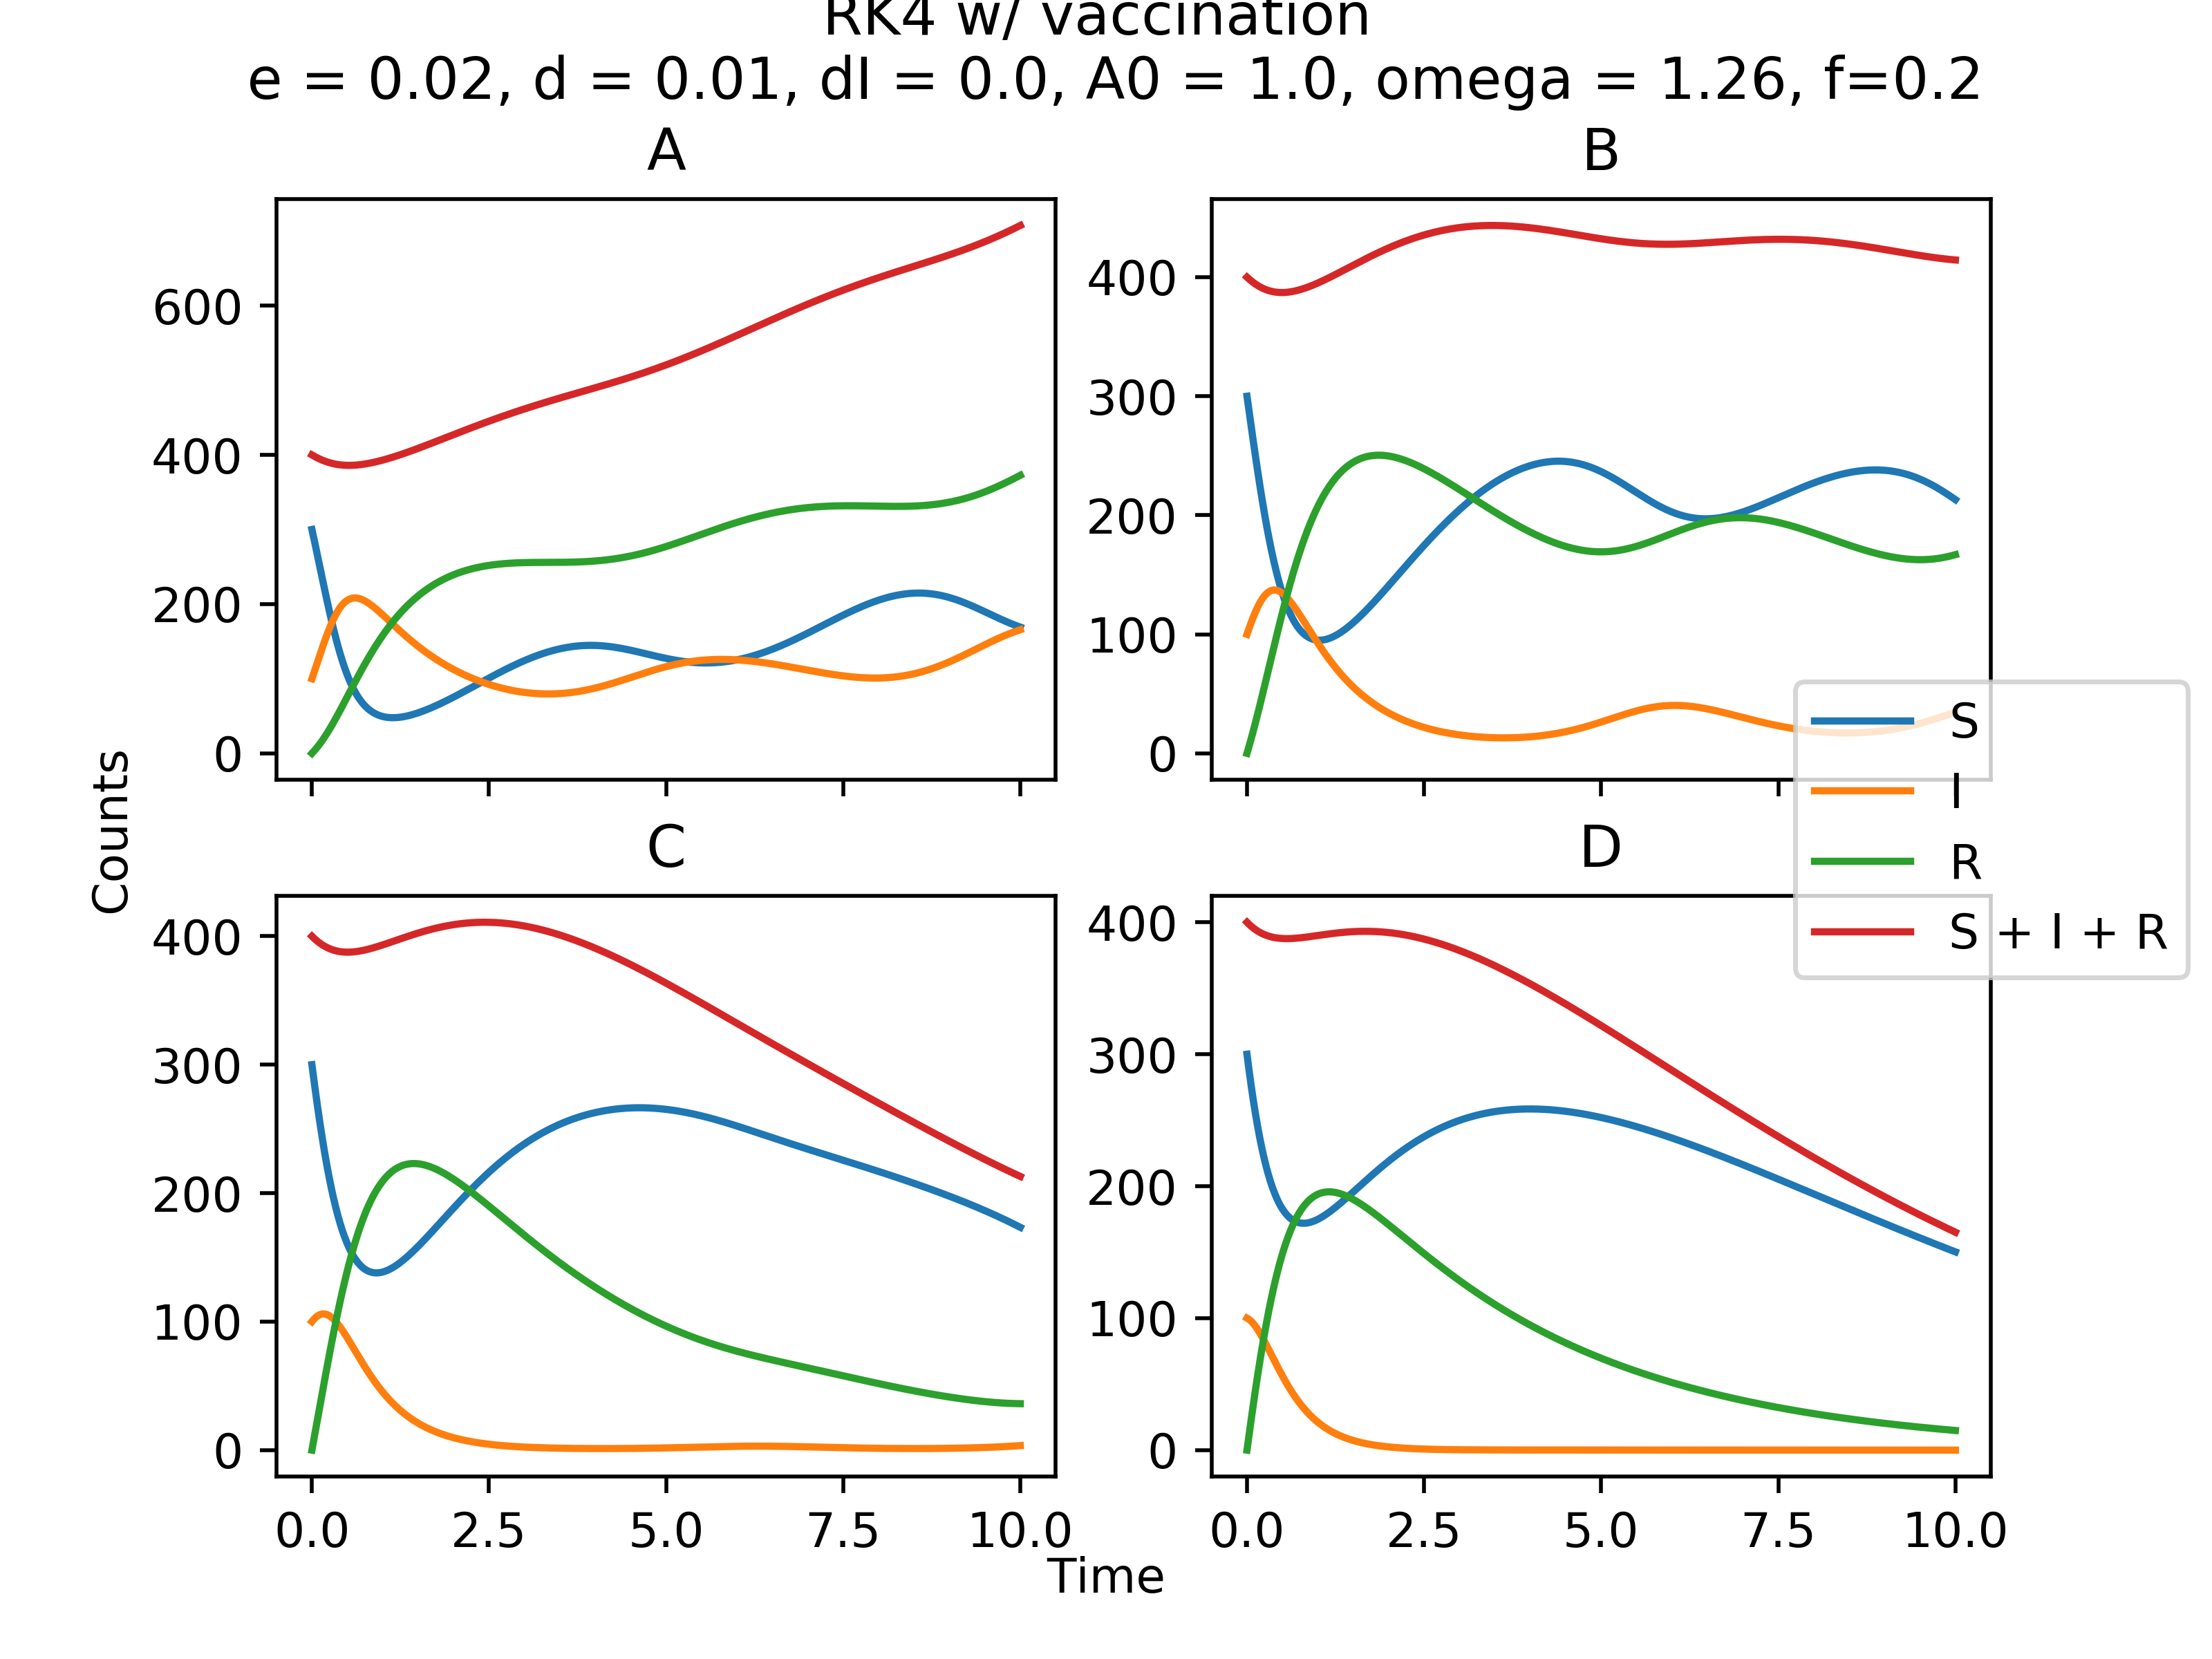 RK4 w/ vaccination
e = 0.02, d = 0.01, dI = 0.0, A0 = 1.0, omega = 1.26, f=0.2
A
600
400
200
0
B
400
300
200
100
0
Counts
C
400
300
200
100
0
0.0 2.5 5.0 7.5 10.0
D
400
300
200
100
0
0.0 2.5 5.0 7.5 10.0
S
I
R
S + I + R
Time